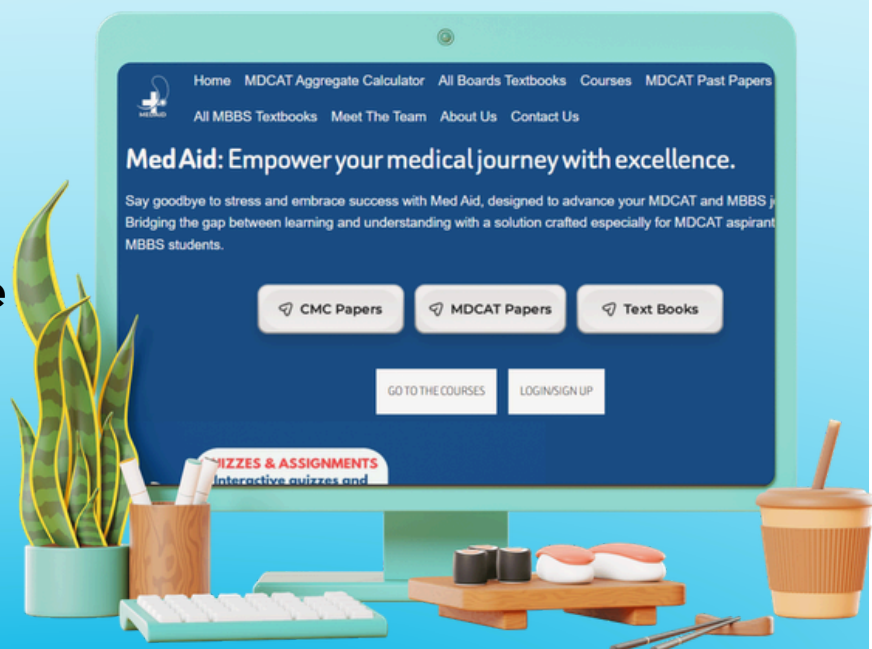 Home MDCAT Aggregate Calculator All Boards Textbooks Courses MDCAT Past Papers
All MBBS Textbooks Meet The Team About Us Contact Us
MEDAID
Med Aid: Empower your medical journey with excellence.
Say goodbye to stress and embrace success with Med Aid, designed to advance your MDCAT and MBBS
Bridging the gap between learning and understanding with a solution crafted especially for MDCAT aspirant
MBBS students.
e
CMC Papers MDCAT Papers Text Books
GO TO THE COURSES LOGIN/SIGN UP
UIZZES & ASSIGNMENTS
Interactive quizzes and